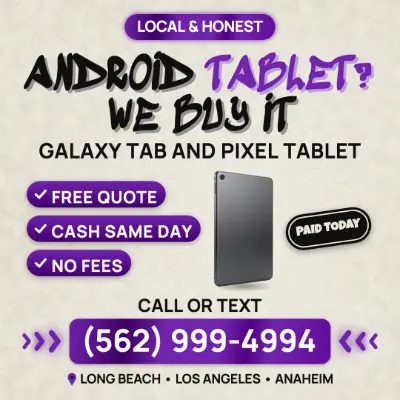 LOCAL & HONEST
ANDROID TABLET?
WE BUY IT
GALAXY TAB AND PIXEL TABLET
FREE QUOTE
CASH SAME DAY
NO FEES
PAID TODAY
CALL OR TEXT
(562) 999-4994
LONG BEACH • LOS ANGELES • ANAHEIM